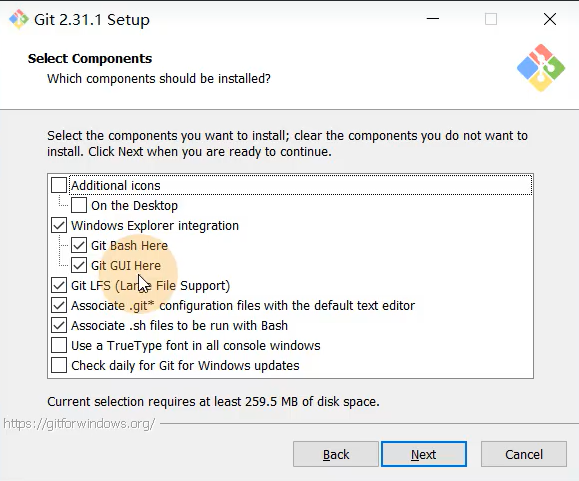 Git 2.31.1 Setup
Select Components
Which components should be installed?
Select the components you want to install; clear the components you do not want to
install. Click Next when you are ready to continue.
Additional icons
On the Desktop
Windows Explorer integration
Git Bash Here
Git GUI Here
Git LFS (Large File Support)
Associate .git* configuration files with the default text editor
Associate .sh files to be run with Bash
Use a TrueType font in all console windows
Check daily for Git for Windows updates
Current selection requires at least 259.5 MB of disk space.
https://gitforwindows.org/
Back
Next
Cancel